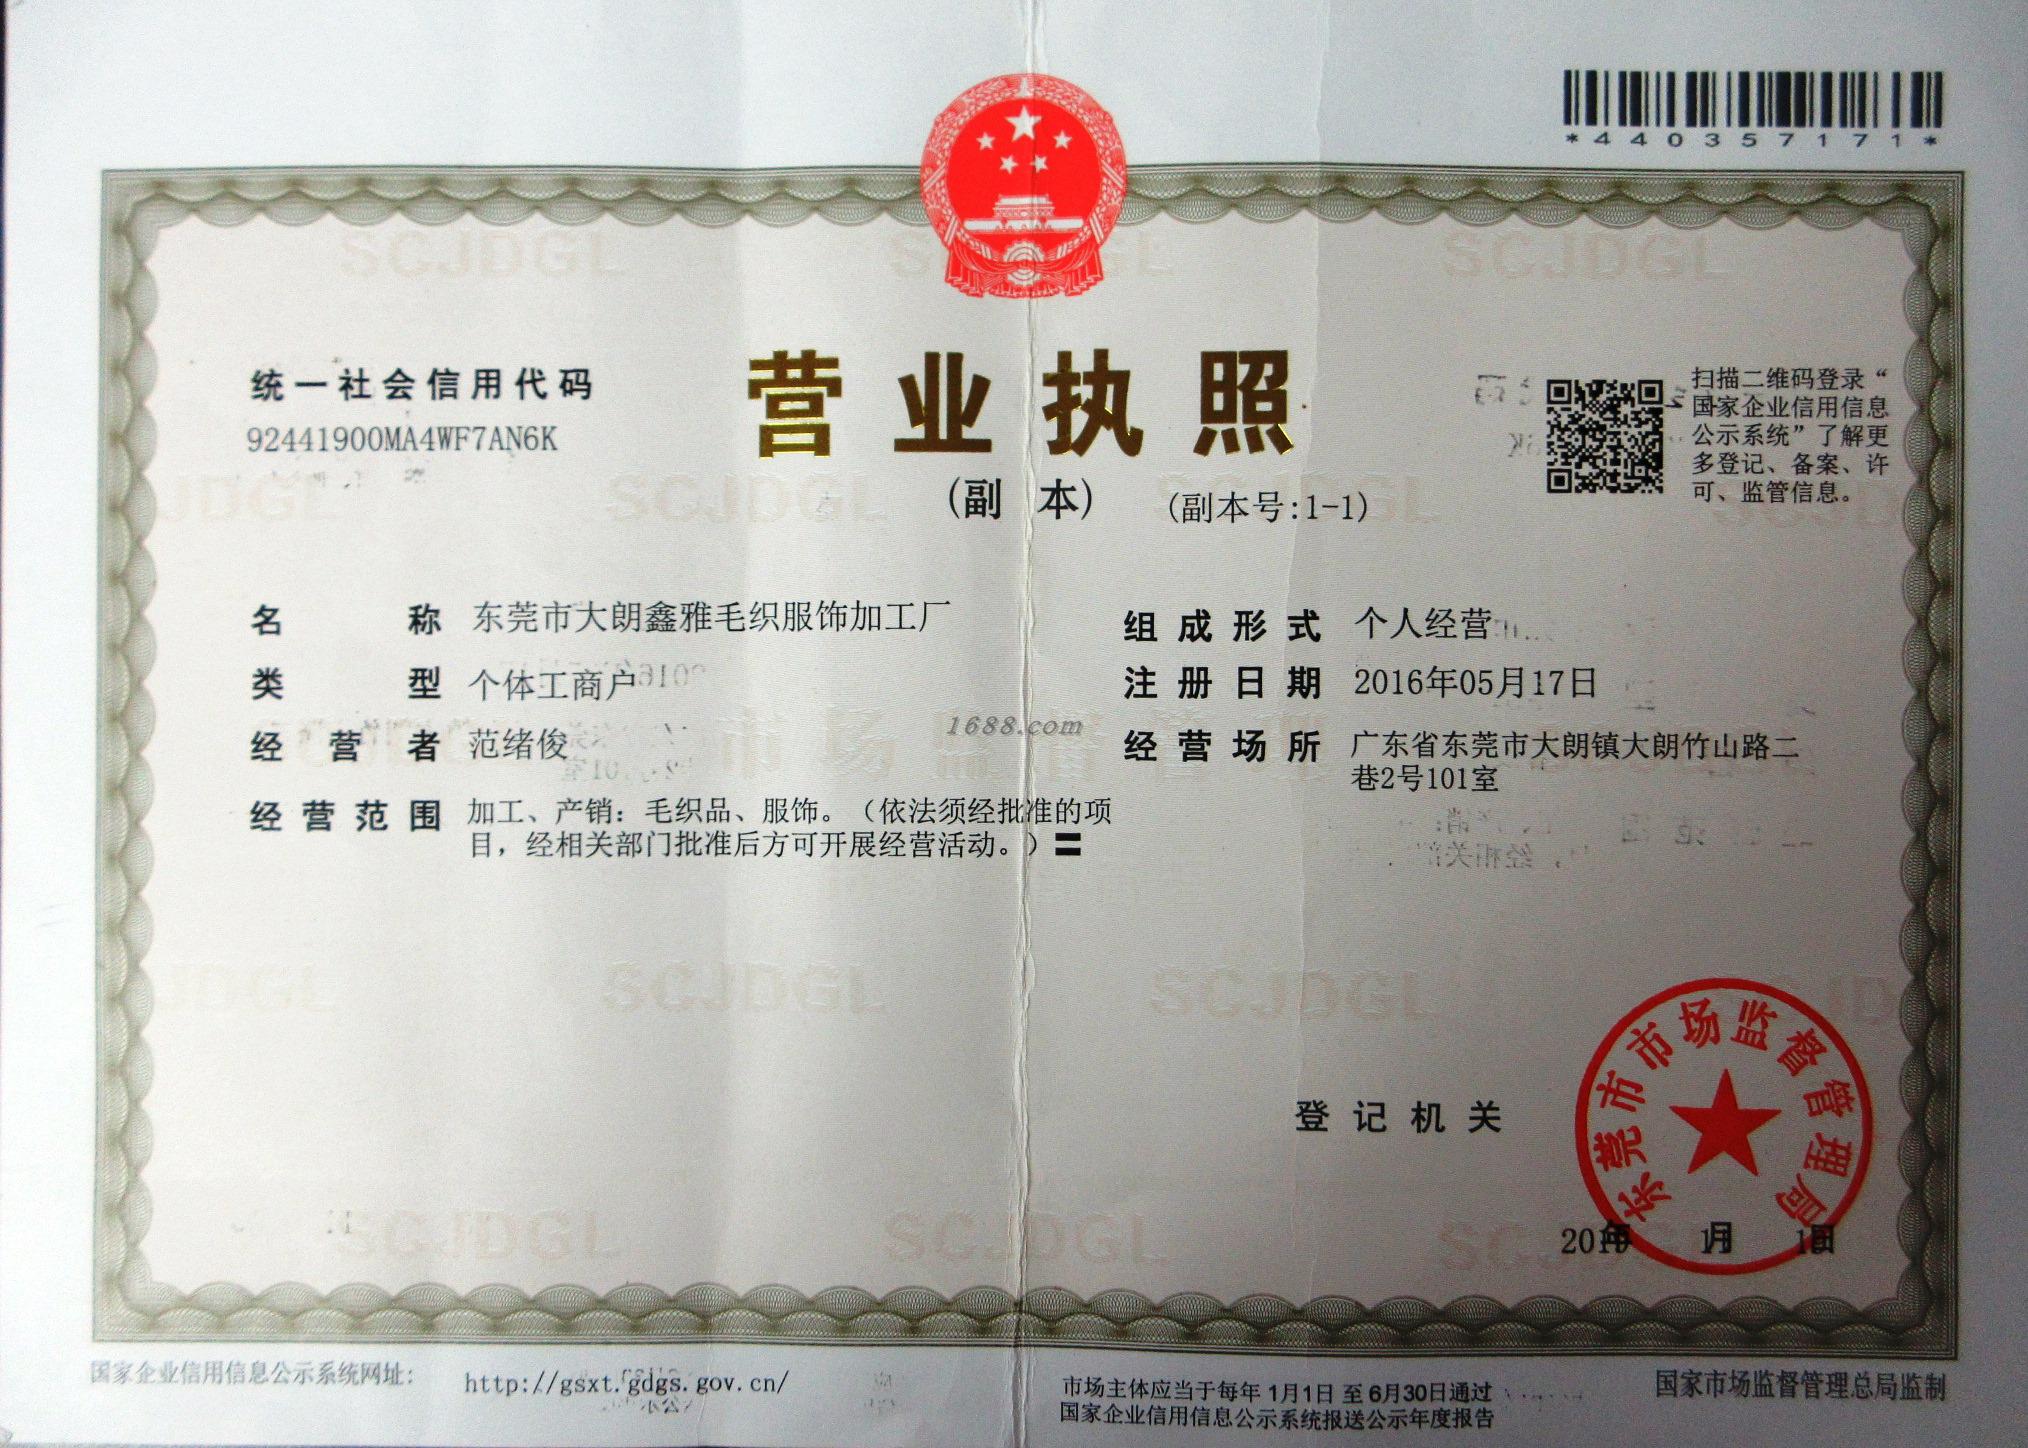 *440357171*
统一社会信用代码
92441900MA4WF7AN6K
营业执照
(副 本) (副本号:1-1)
扫描二维码登录“
国家企业信用信息
公示系统”了解更
多登记、备案、许
可、监管信息。
名称 东莞市大朗鑫雅毛织服饰加工厂
类型 个体工商户
经营者 范绪俊
经营范围 加工、产销：毛织品、服饰。（依法须经批准的项
目，经相关部门批准后方可开展经营活动。）〓
组成形式 个人经营
注册日期 2016年05月17日
经营场所 广东省东莞市大朗镇大朗竹山路二
巷2号101室
1688.com
登记机关
东莞市市场监督管理局
年 月 日
国家企业信用信息公示系统网址：
http://gsxt.gdgs.gov.cn/
市场主体应当于每年1月1日至6月30日通过
国家企业信用信息公示系统报送公示年度报告
国家市场监督管理总局监制